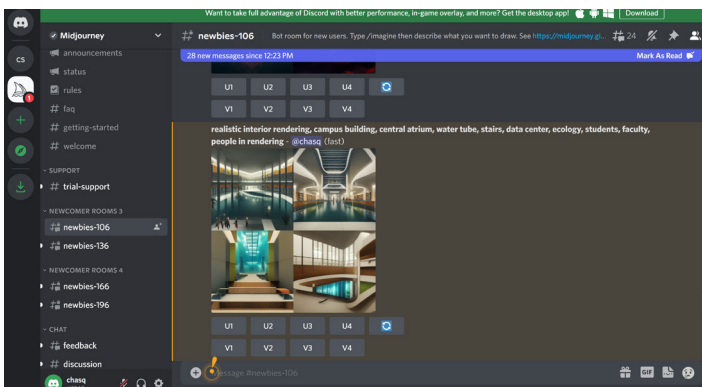 Want to take full advantage of Discord with better performance, in-game overlay, and more? Get the desktop app!
Download
CS
1
Midjourney
announcements
status
rules
faq
getting-started
welcome
SUPPORT
trial-support
NEWCOMER ROOMS 3
newbies-106
newbies-136
NEWCOMER ROOMS 4
newbies-166
newbies-196
CHAT
feedback
discussion
chasq
newbies-106
Bot room for new users. Type /imagine then describe what you want to draw. See https://midjourney.gi...
24
28 new messages since 12:23 PM
Mark As Read
U1 U2 U3 U4
V1 V2 V3 V4
realistic interior rendering, campus building, central atrium, water tube, stairs, data center, ecology, students, faculty,
people in rendering - @chasq (fast)
U1 U2 U3 U4
V1 V2 V3 V4
Message #newbies-106
GIF